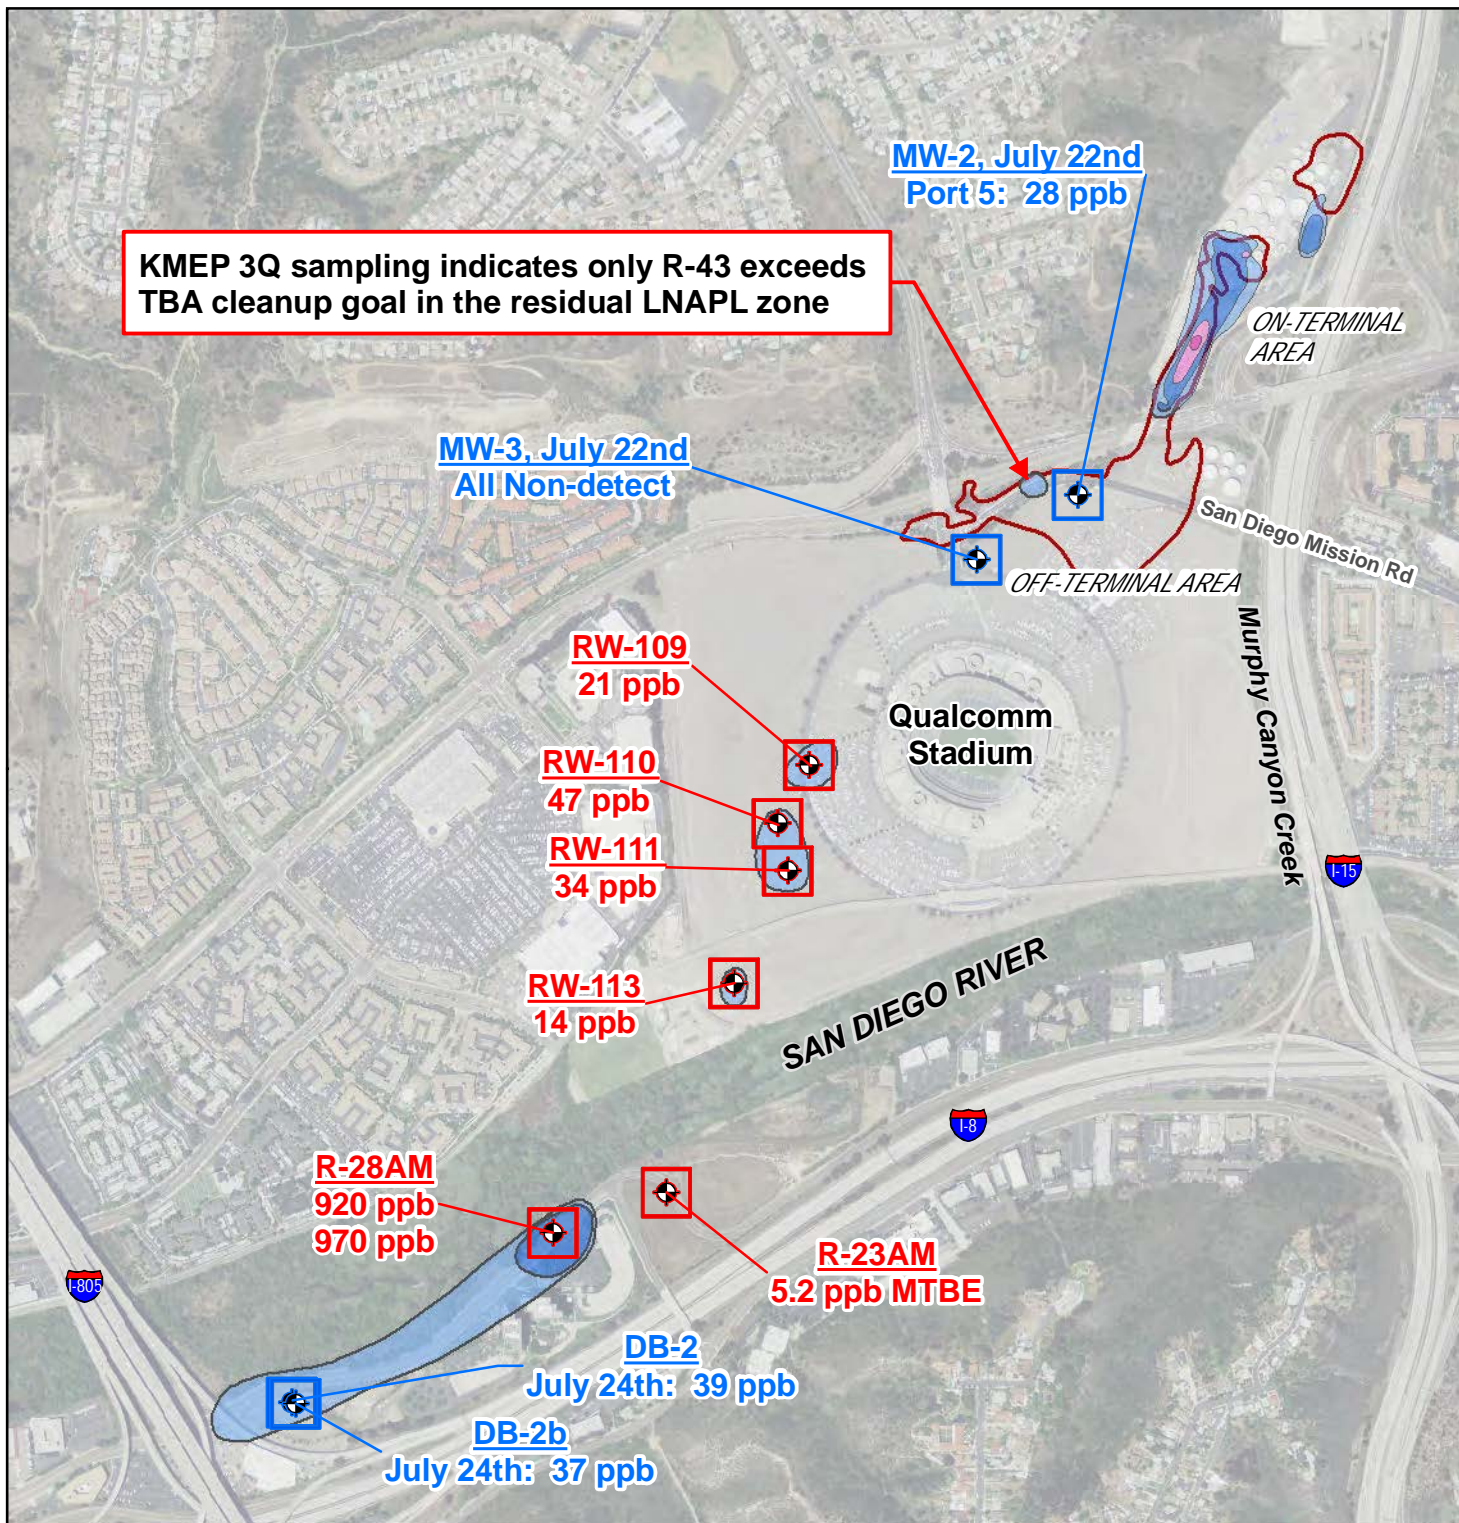 MW-2, July 22nd
Port 5:  28 ppb
KMEP 3Q sampling indicates only R-43 exceeds
TBA cleanup goal in the residual LNAPL zone
ON-TERMINAL
AREA
MW-3, July 22nd
All Non-detect
San Diego Mission Rd
OFF-TERMINAL AREA
Murphy Canyon Creek
RW-109
21 ppb
Qualcomm
Stadium
RW-110
47 ppb
RW-111
34 ppb
I-15
RW-113
14 ppb
SAN DIEGO RIVER
I-8
R-28AM
920 ppb
970 ppb
R-23AM
5.2 ppb MTBE
I-805
DB-2
July 24th:  39 ppb
DB-2b
July 24th:  37 ppb